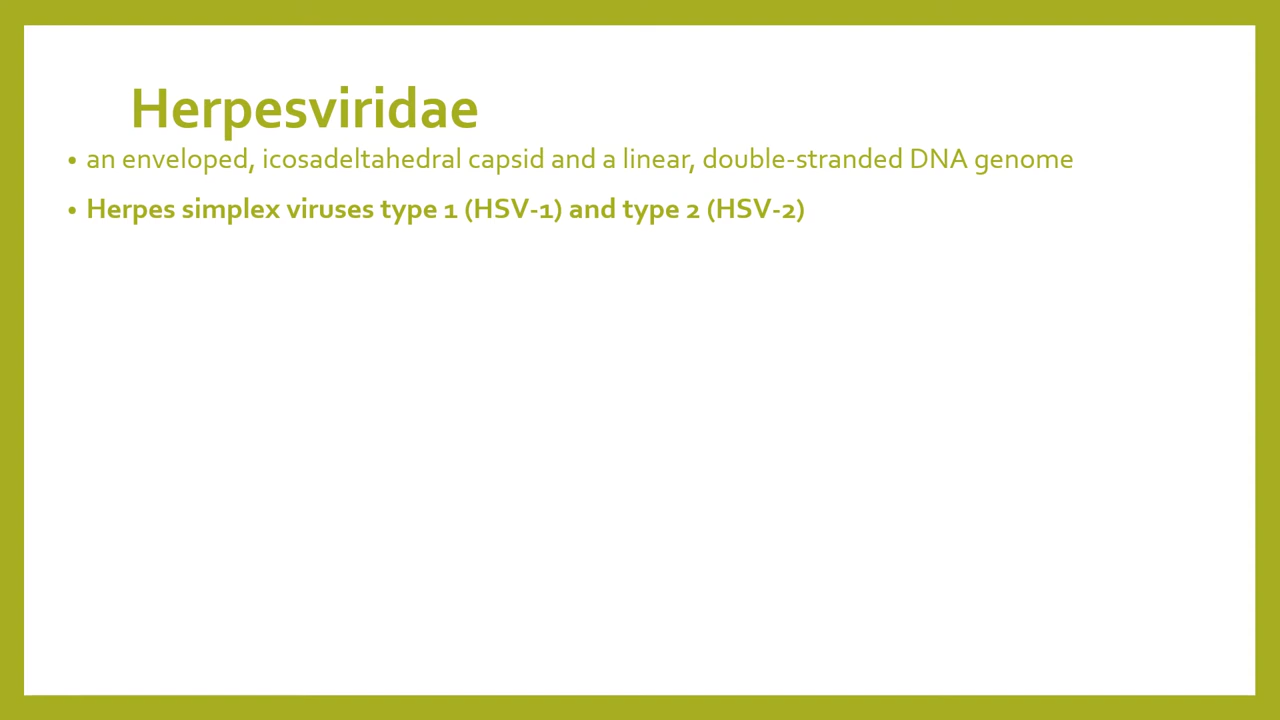 Herpesviridae
• an enveloped, icosadeltahedral capsid and a linear, double-stranded DNA genome
• Herpes simplex viruses type 1 (HSV-1) and type 2 (HSV-2)